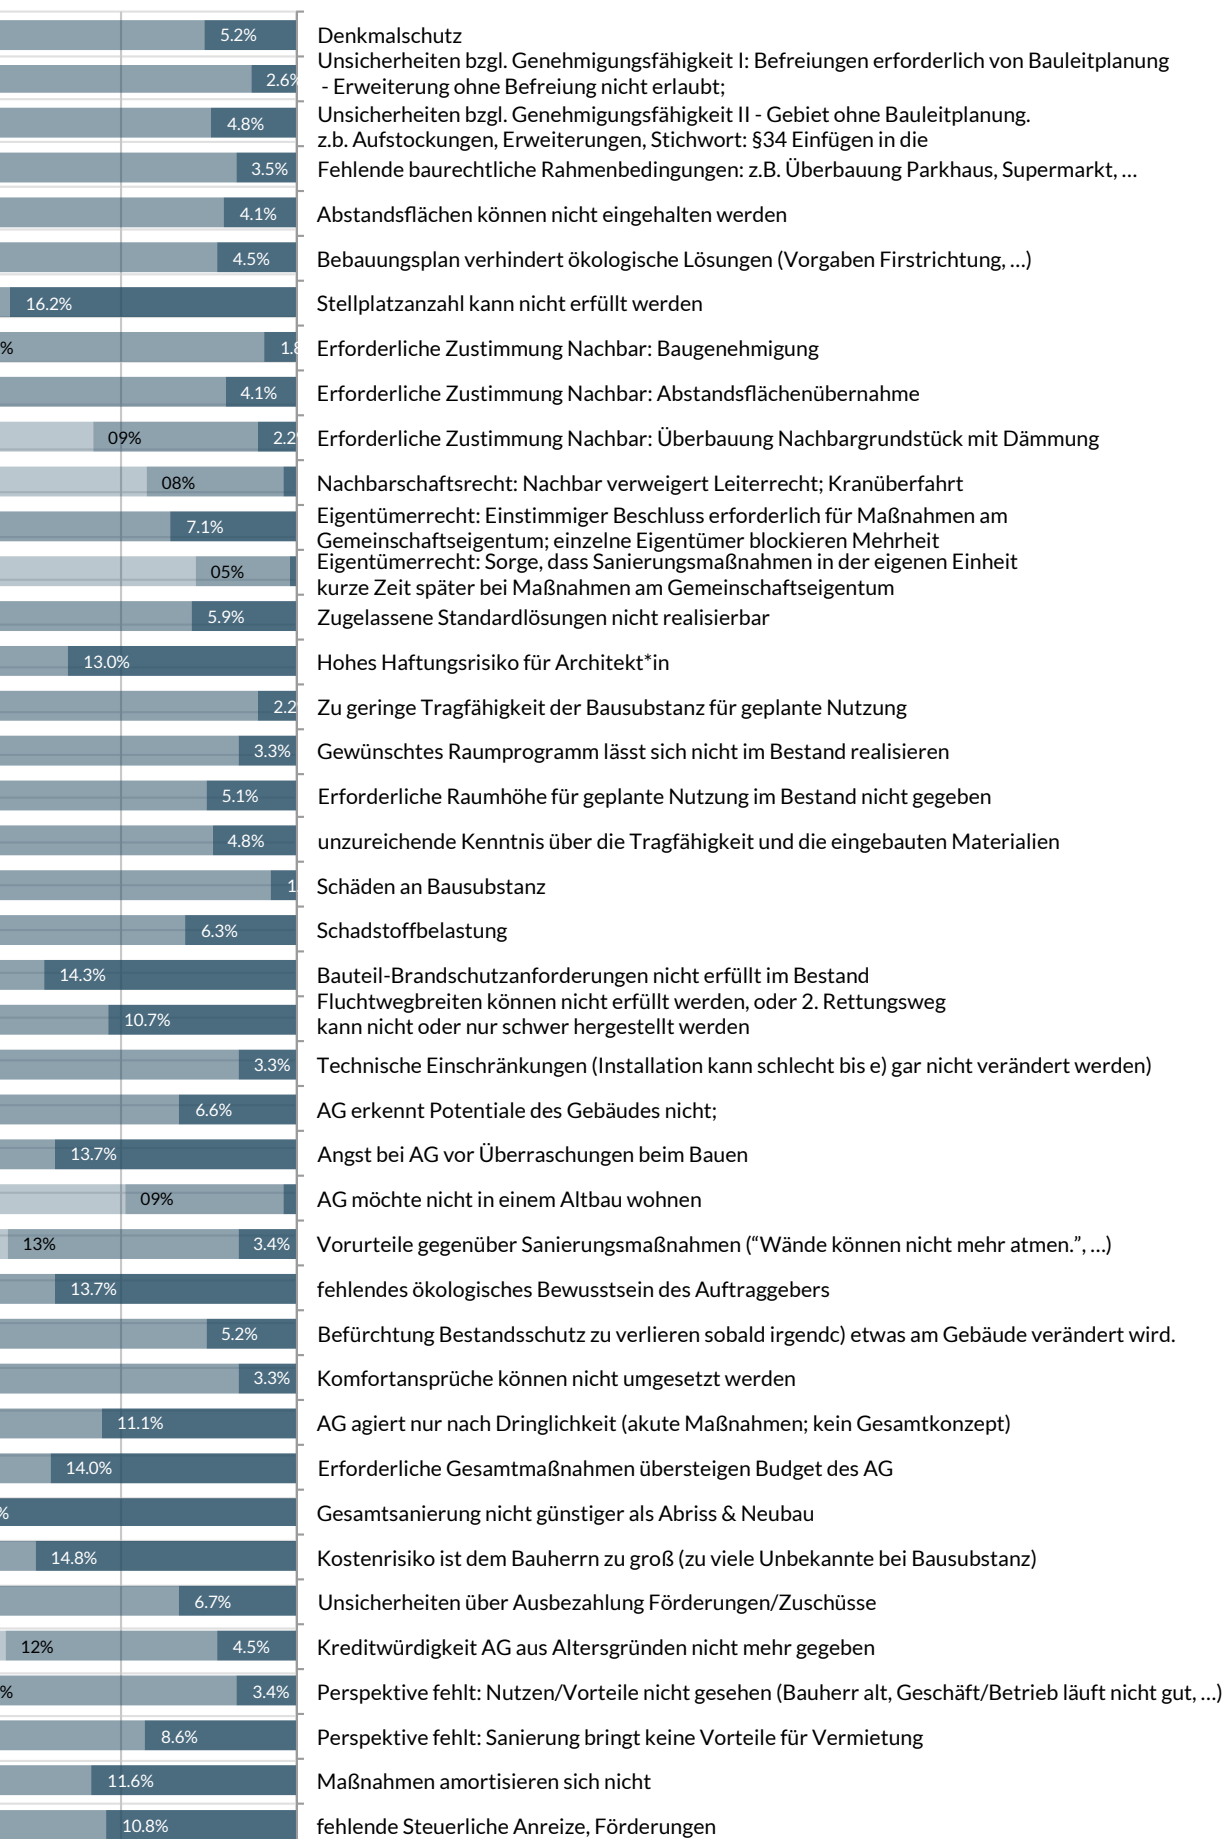 5.2% Denkmalschutz
Unsicherheiten bzgl. Genehmigungsfähigkeit I: Befreiungen erforderlich von Bauleitplanung
2.6% - Erweiterung ohne Befreiung nicht erlaubt;
Unsicherheiten bzgl. Genehmigungsfähigkeit II - Gebiet ohne Bauleitplanung.
4.8% z.b. Aufstockungen, Erweiterungen, Stichwort: §34 Einfügen in die
3.5% Fehlende baurechtliche Rahmenbedingungen: z.B. Überbauung Parkhaus, Supermarkt, ...
4.1% Abstandsflächen können nicht eingehalten werden
4.5% Bebauungsplan verhindert ökologische Lösungen (Vorgaben Firstrichtung, ...)
16.2% Stellplatzanzahl kann nicht erfüllt werden
% 1.8 Erforderliche Zustimmung Nachbar: Baugenehmigung
4.1% Erforderliche Zustimmung Nachbar: Abstandsflächenübernahme
09% 2.2% Erforderliche Zustimmung Nachbar: Überbauung Nachbargrundstück mit Dämmung
08% Nachbarschaftsrecht: Nachbar verweigert Leiterrecht; Kranüberfahrt
7.1% Eigentümerrecht: Einstimmiger Beschluss erforderlich für Maßnahmen am
Gemeinschaftseigentum; einzelne Eigentümer blockieren Mehrheit
05% Eigentümerrecht: Sorge, dass Sanierungsmaßnahmen in der eigenen Einheit
kurze Zeit später bei Maßnahmen am Gemeinschaftseigentum
5.9% Zugelassene Standardlösungen nicht realisierbar
13.0% Hohes Haftungsrisiko für Architekt*in
2.2 Zu geringe Tragfähigkeit der Bausubstanz für geplante Nutzung
3.3% Gewünschtes Raumprogramm lässt sich nicht im Bestand realisieren
5.1% Erforderliche Raumhöhe für geplante Nutzung im Bestand nicht gegeben
4.8% unzureichende Kenntnis über die Tragfähigkeit und die eingebauten Materialien
1 Schäden an Bausubstanz
6.3% Schadstoffbelastung
14.3% Bauteil-Brandschutzanforderungen nicht erfüllt im Bestand
10.7% Fluchtwegbreiten können nicht erfüllt werden, oder 2. Rettungsweg
kann nicht oder nur schwer hergestellt werden
3.3% Technische Einschränkungen (Installation kann schlecht bis e) gar nicht verändert werden)
6.6% AG erkennt Potentiale des Gebäudes nicht;
13.7% Angst bei AG vor Überraschungen beim Bauen
09% AG möchte nicht in einem Altbau wohnen
13% 3.4% Vorurteile gegenüber Sanierungsmaßnahmen (“Wände können nicht mehr atmen.”, ...)
13.7% fehlendes ökologisches Bewusstsein des Auftraggebers
5.2% Befürchtung Bestandsschutz zu verlieren sobald irgendc) etwas am Gebäude verändert wird.
3.3% Komfortansprüche können nicht umgesetzt werden
11.1% AG agiert nur nach Dringlichkeit (akute Maßnahmen; kein Gesamtkonzept)
14.0% Erforderliche Gesamtmaßnahmen übersteigen Budget des AG
% Gesamtsanierung nicht günstiger als Abriss & Neubau
14.8% Kostenrisiko ist dem Bauherrn zu groß (zu viele Unbekannte bei Bausubstanz)
6.7% Unsicherheiten über Ausbezahlung Förderungen/Zuschüsse
12% 4.5% Kreditwürdigkeit AG aus Altersgründen nicht mehr gegeben
% 3.4% Perspektive fehlt: Nutzen/Vorteile nicht gesehen (Bauherr alt, Geschäft/Betrieb läuft nicht gut, ...)
8.6% Perspektive fehlt: Sanierung bringt keine Vorteile für Vermietung
11.6% Maßnahmen amortisieren sich nicht
10.8% fehlende Steuerliche Anreize, Förderungen